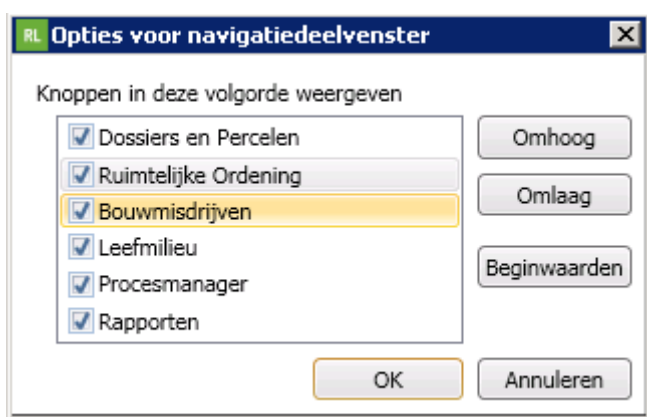 RL Opties voor navigatiedeelvenster
Knoppen in deze volgorde weergeven
Dossiers en Percelen
Ruimtelijke Ordening
Bouwmisdrijven
Leefmilieu
Procesmanager
Rapporten
Omhoog
Omlaag
Beginwaarden
OK
Annuleren